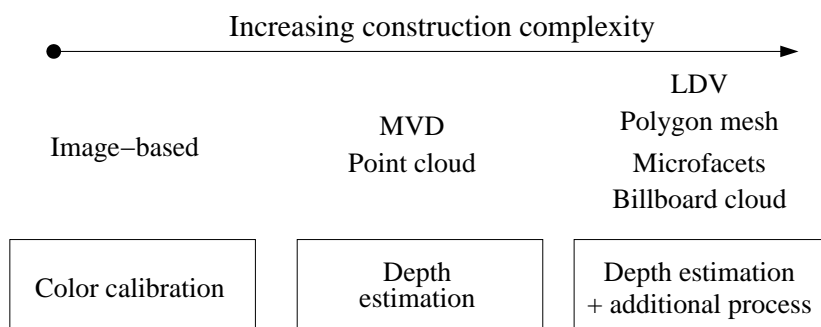 Increasing construction complexity
LDV
Polygon mesh
MVD
Image−based
Point cloud
Microfacets
Billboard cloud
Color calibration
Depth
estimation
Depth estimation
+ additional process